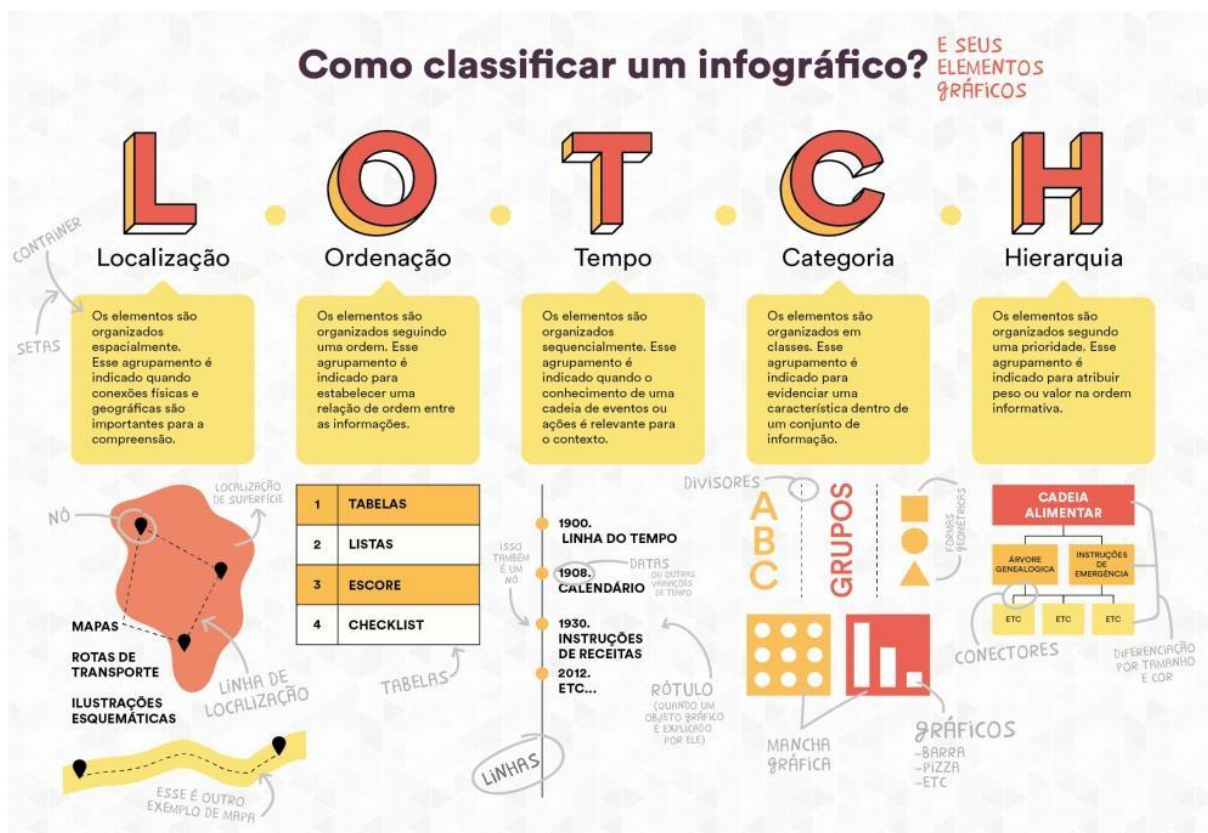 Como classificar um infográfico?
E SEUS
ELEMENTOS
GRÁFICOS
L
O
T
C
H
Localização
Ordenação
Tempo
Categoria
Hierarquia
CONTAINER
SETAS
Os elementos são
organizados
espacialmente.
Esse agrupamento é
indicado quando
conexões físicas e
geográficas são
importantes para a
compreensão.
Os elementos são
organizados seguindo
uma ordem. Esse
agrupamento é
indicado para
estabelecer uma
relação de ordem entre
as informações.
Os elementos são
organizados
sequencialmente. Esse
agrupamento é
indicado quando o
conhecimento de uma
cadeia de eventos ou
ações é relevante para
o contexto.
Os elementos são
organizados em
classes. Esse
agrupamento é
indicado para
evidenciar uma
característica dentro de
um conjunto de
informação.
Os elementos são
organizados segundo
uma prioridade. Esse
agrupamento é
indicado para atribuir
peso ou valor na ordem
informativa.
LOCALIZAÇÃO
DE SUPERFÍCIE
NÓ
MAPAS
ROTAS DE
TRANSPORTE
ILUSTRAÇÕES
ESQUEMÁTICAS
LINHA DE
LOCALIZAÇÃO
ESSE É OUTRO
EXEMPLO DE MAPA
1 TABELAS
2 LISTAS
3 ESCORE
4 CHECKLIST
TABELAS
ISSO
TAMBÉM
É UM
NÓ
1900.
LINHA DO TEMPO
1908.
CALENDÁRIO
DATAS
OU OUTRAS
VARIAÇÕES
DE TEMPO
1930.
INSTRUÇÕES
DE RECEITAS
2012.
ETC...
RÓTULO
(QUANDO UM
OBJETO GRÁFICO
É EXPLICADO
POR ELE)
LINHAS
DIVISORES
A
B
C
GRUPOS
FORMAS
GEOMÉTRICAS
MANCHA
GRÁFICA
GRÁFICOS
-BARRA
-PIZZA
-ETC
CADEIA
ALIMENTAR
ÁRVORE
GENEALOGICA
INSTRUÇÕES
DE
EMERGÊNCIA
ETC
ETC
ETC
CONECTORES
DIFERENCIAÇÃO
POR TAMANHO
E COR